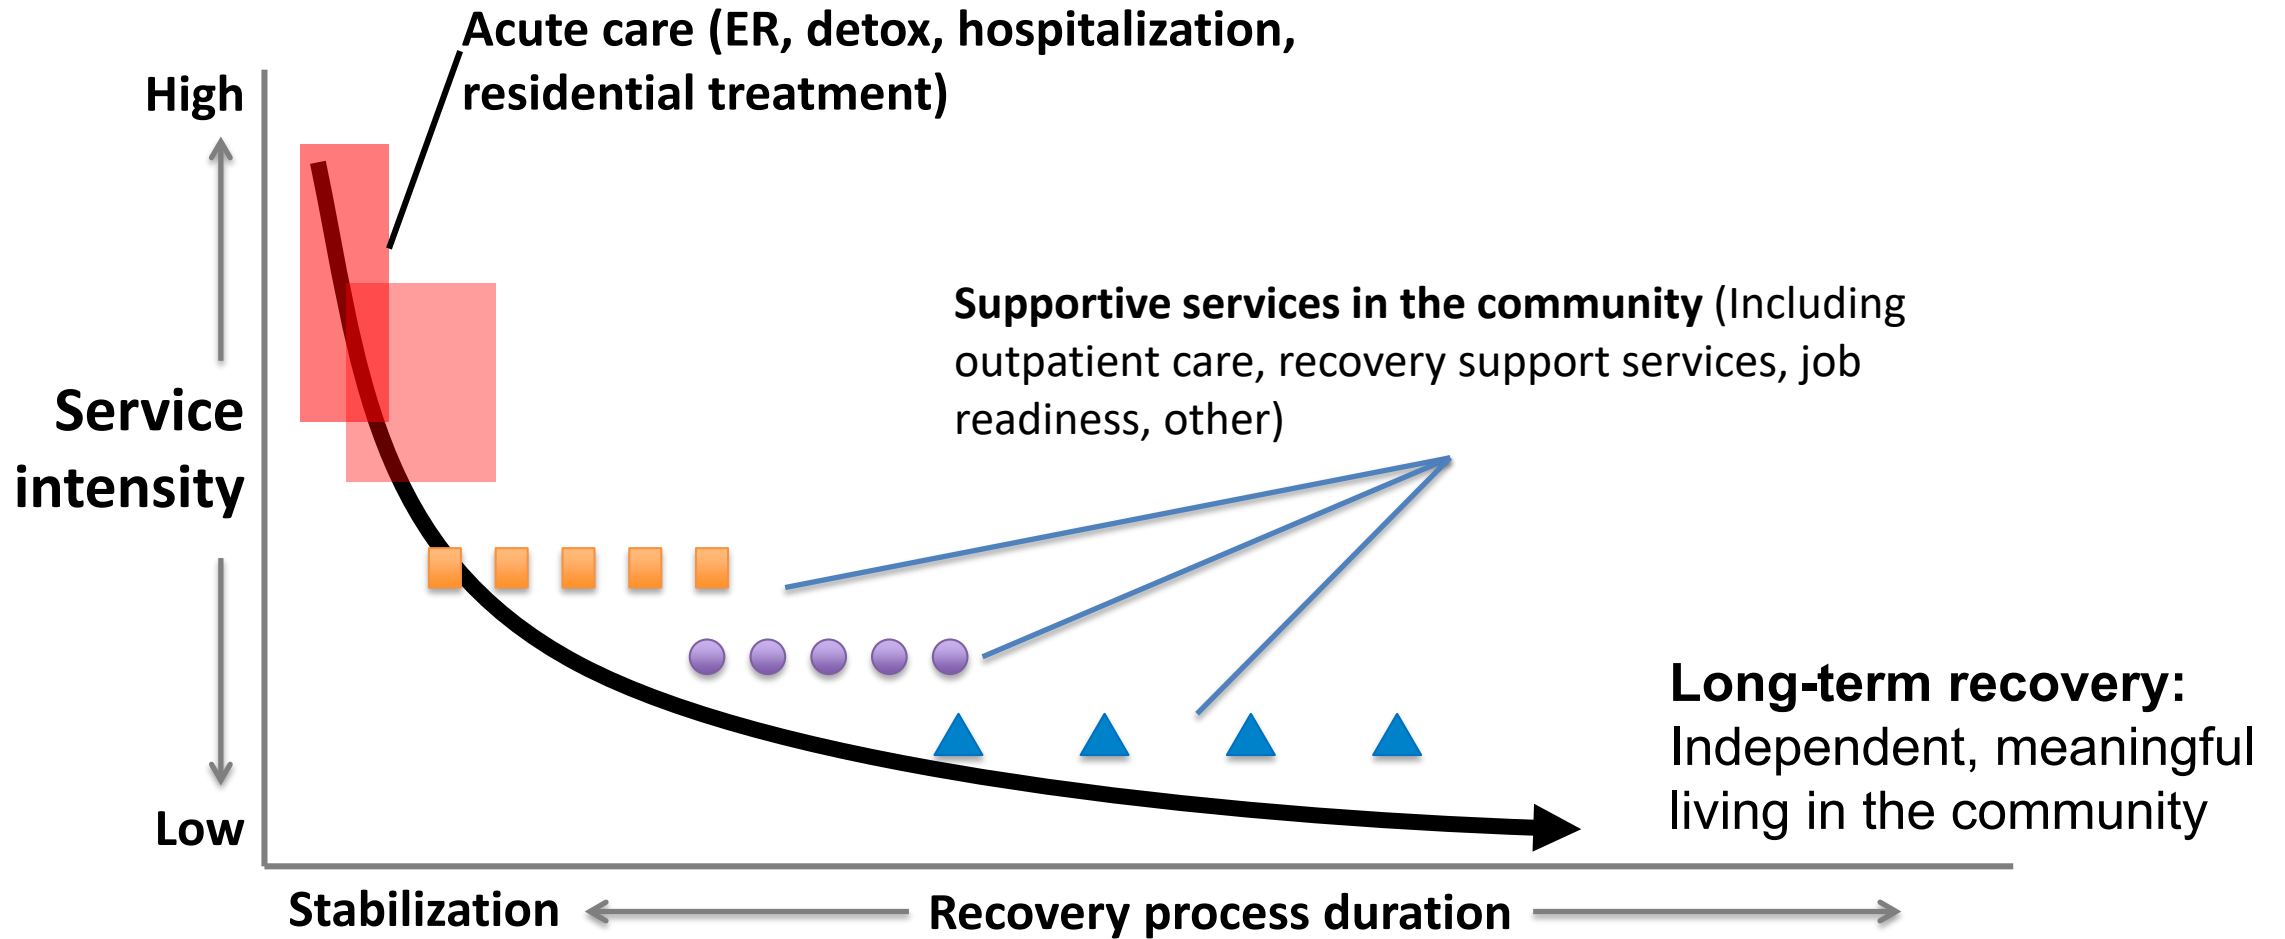 Acute care (ER, detox, hospitalization,
residential treatment)
High
Service
intensity
Low
Supportive services in the community (Including
outpatient care, recovery support services, job
readiness, other)
Long-term recovery:
Independent, meaningful
living in the community
Stabilization
Recovery process duration